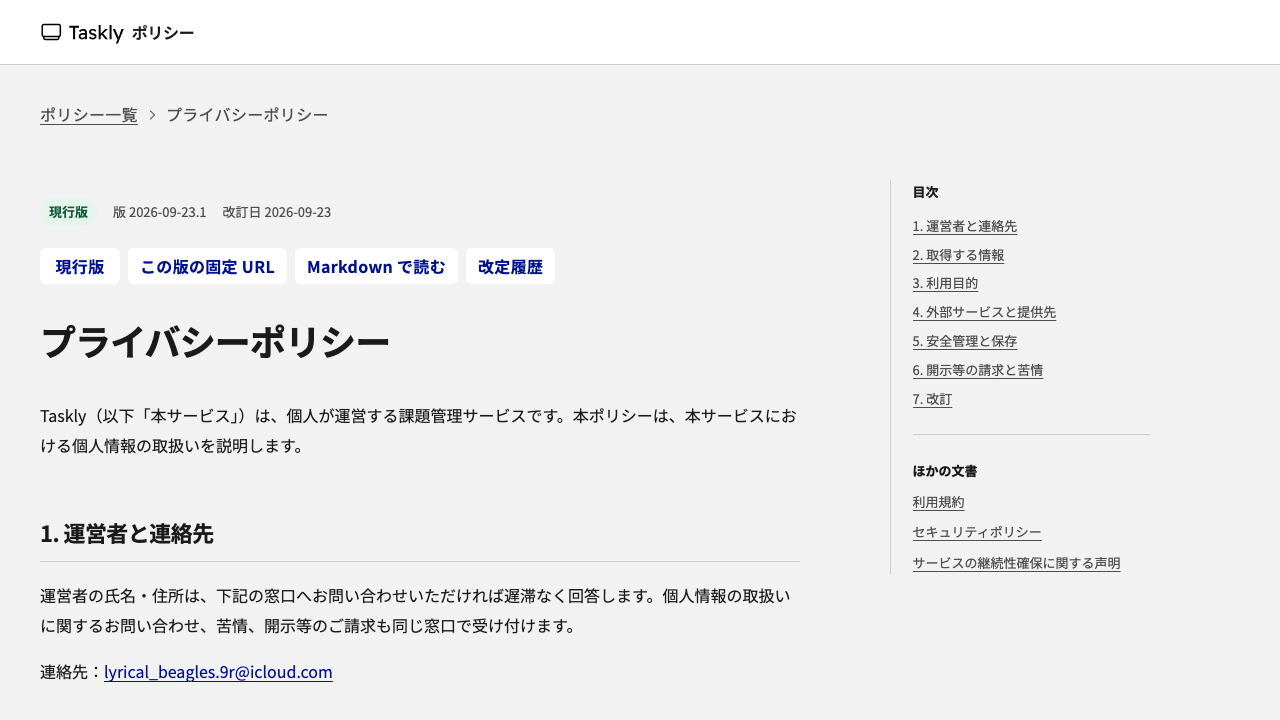 Taskly ポリシー
ポリシー一覧 > プライバシーポリシー
現行版 版 2026-09-23.1 改訂日 2026-09-23
現行版 この版の固定 URL Markdown で読む 改定履歴
プライバシーポリシー
Taskly（以下「本サービス」）は、個人が運営する課題管理サービスです。本ポリシーは、本サービスにお
ける個人情報の取扱いを説明します。
1. 運営者と連絡先
運営者の氏名・住所は、下記の窓口へお問い合わせいただければ遅滞なく回答します。個人情報の取扱い
に関するお問い合わせ、苦情、開示等のご請求も同じ窓口で受け付けます。
連絡先：lyrical_beagles.9r@icloud.com
目次
1. 運営者と連絡先
2. 取得する情報
3. 利用目的
4. 外部サービスと提供先
5. 安全管理と保存
6. 開示等の請求と苦情
7. 改訂
ほかの文書
利用規約
セキュリティポリシー
サービスの継続性確保に関する声明